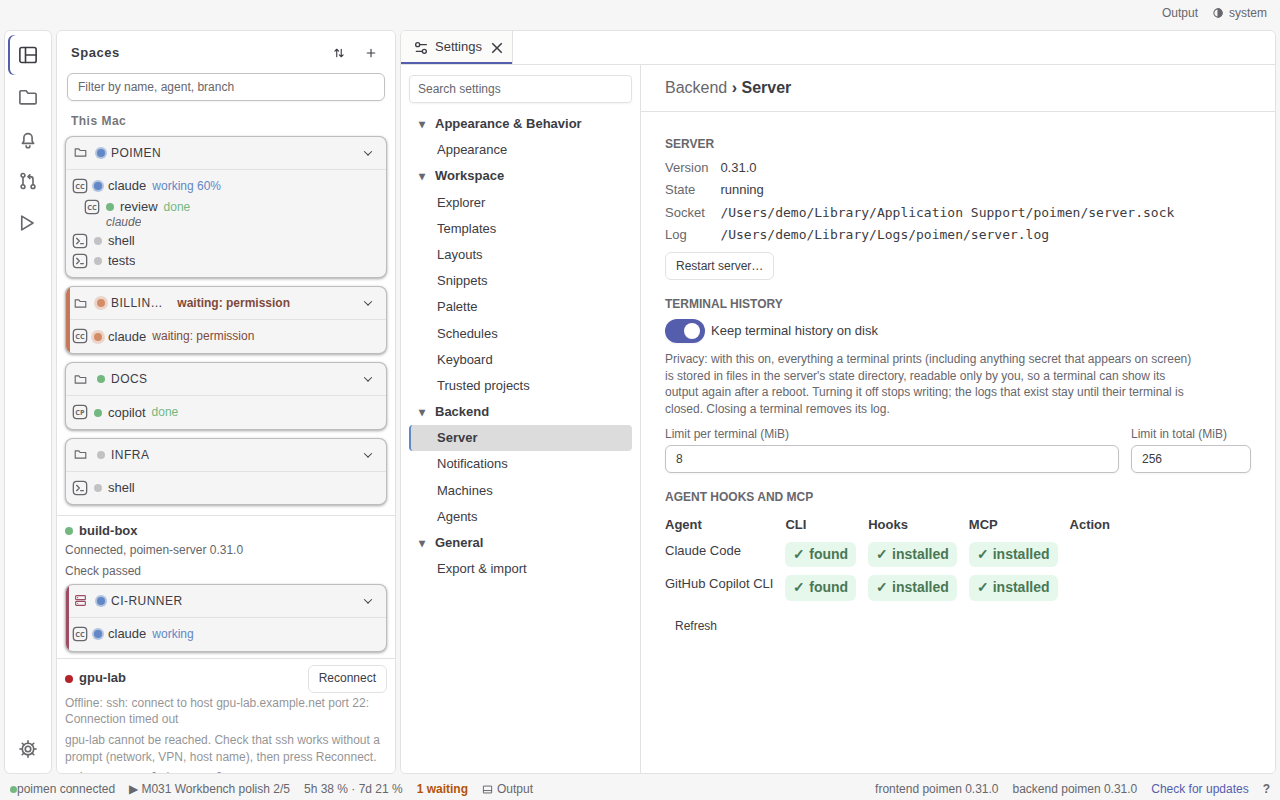 Output system
Spaces
Filter by name, agent, branch
This Mac
POIMEN
CC claude working 60%
CC review done
claude
shell
tests
BILLIN… waiting: permission
CC claude waiting: permission
DOCS
CP copilot done
INFRA
shell
build-box
Connected, poimen-server 0.31.0
Check passed
CI-RUNNER
CC claude working
gpu-lab Reconnect
Offline: ssh: connect to host gpu-lab.example.net port 22:
Connection timed out
gpu-lab cannot be reached. Check that ssh works without a
prompt (network, VPN, host name), then press Reconnect.
Settings
Search settings
Appearance & Behavior
Appearance
Workspace
Explorer
Templates
Layouts
Snippets
Palette
Schedules
Keyboard
Trusted projects
Backend
Server
Notifications
Machines
Agents
General
Export & import
Backend › Server
SERVER
Version 0.31.0
State running
Socket /Users/demo/Library/Application Support/poimen/server.sock
Log /Users/demo/Library/Logs/poimen/server.log
Restart server…
TERMINAL HISTORY
Keep terminal history on disk
Privacy: with this on, everything a terminal prints (including anything secret that appears on screen)
is stored in files in the server's state directory, readable only by you, so a terminal can show its
output again after a reboot. Turning it off stops writing; the logs that exist stay until their terminal is
closed. Closing a terminal removes its log.
Limit per terminal (MiB) Limit in total (MiB)
8 256
AGENT HOOKS AND MCP
Agent CLI Hooks MCP Action
Claude Code ✓ found ✓ installed ✓ installed
GitHub Copilot CLI ✓ found ✓ installed ✓ installed
Refresh
poimen connected ▶ M031 Workbench polish 2/5 5h 38 % · 7d 21 % 1 waiting Output frontend poimen 0.31.0 backend poimen 0.31.0 Check for updates ?